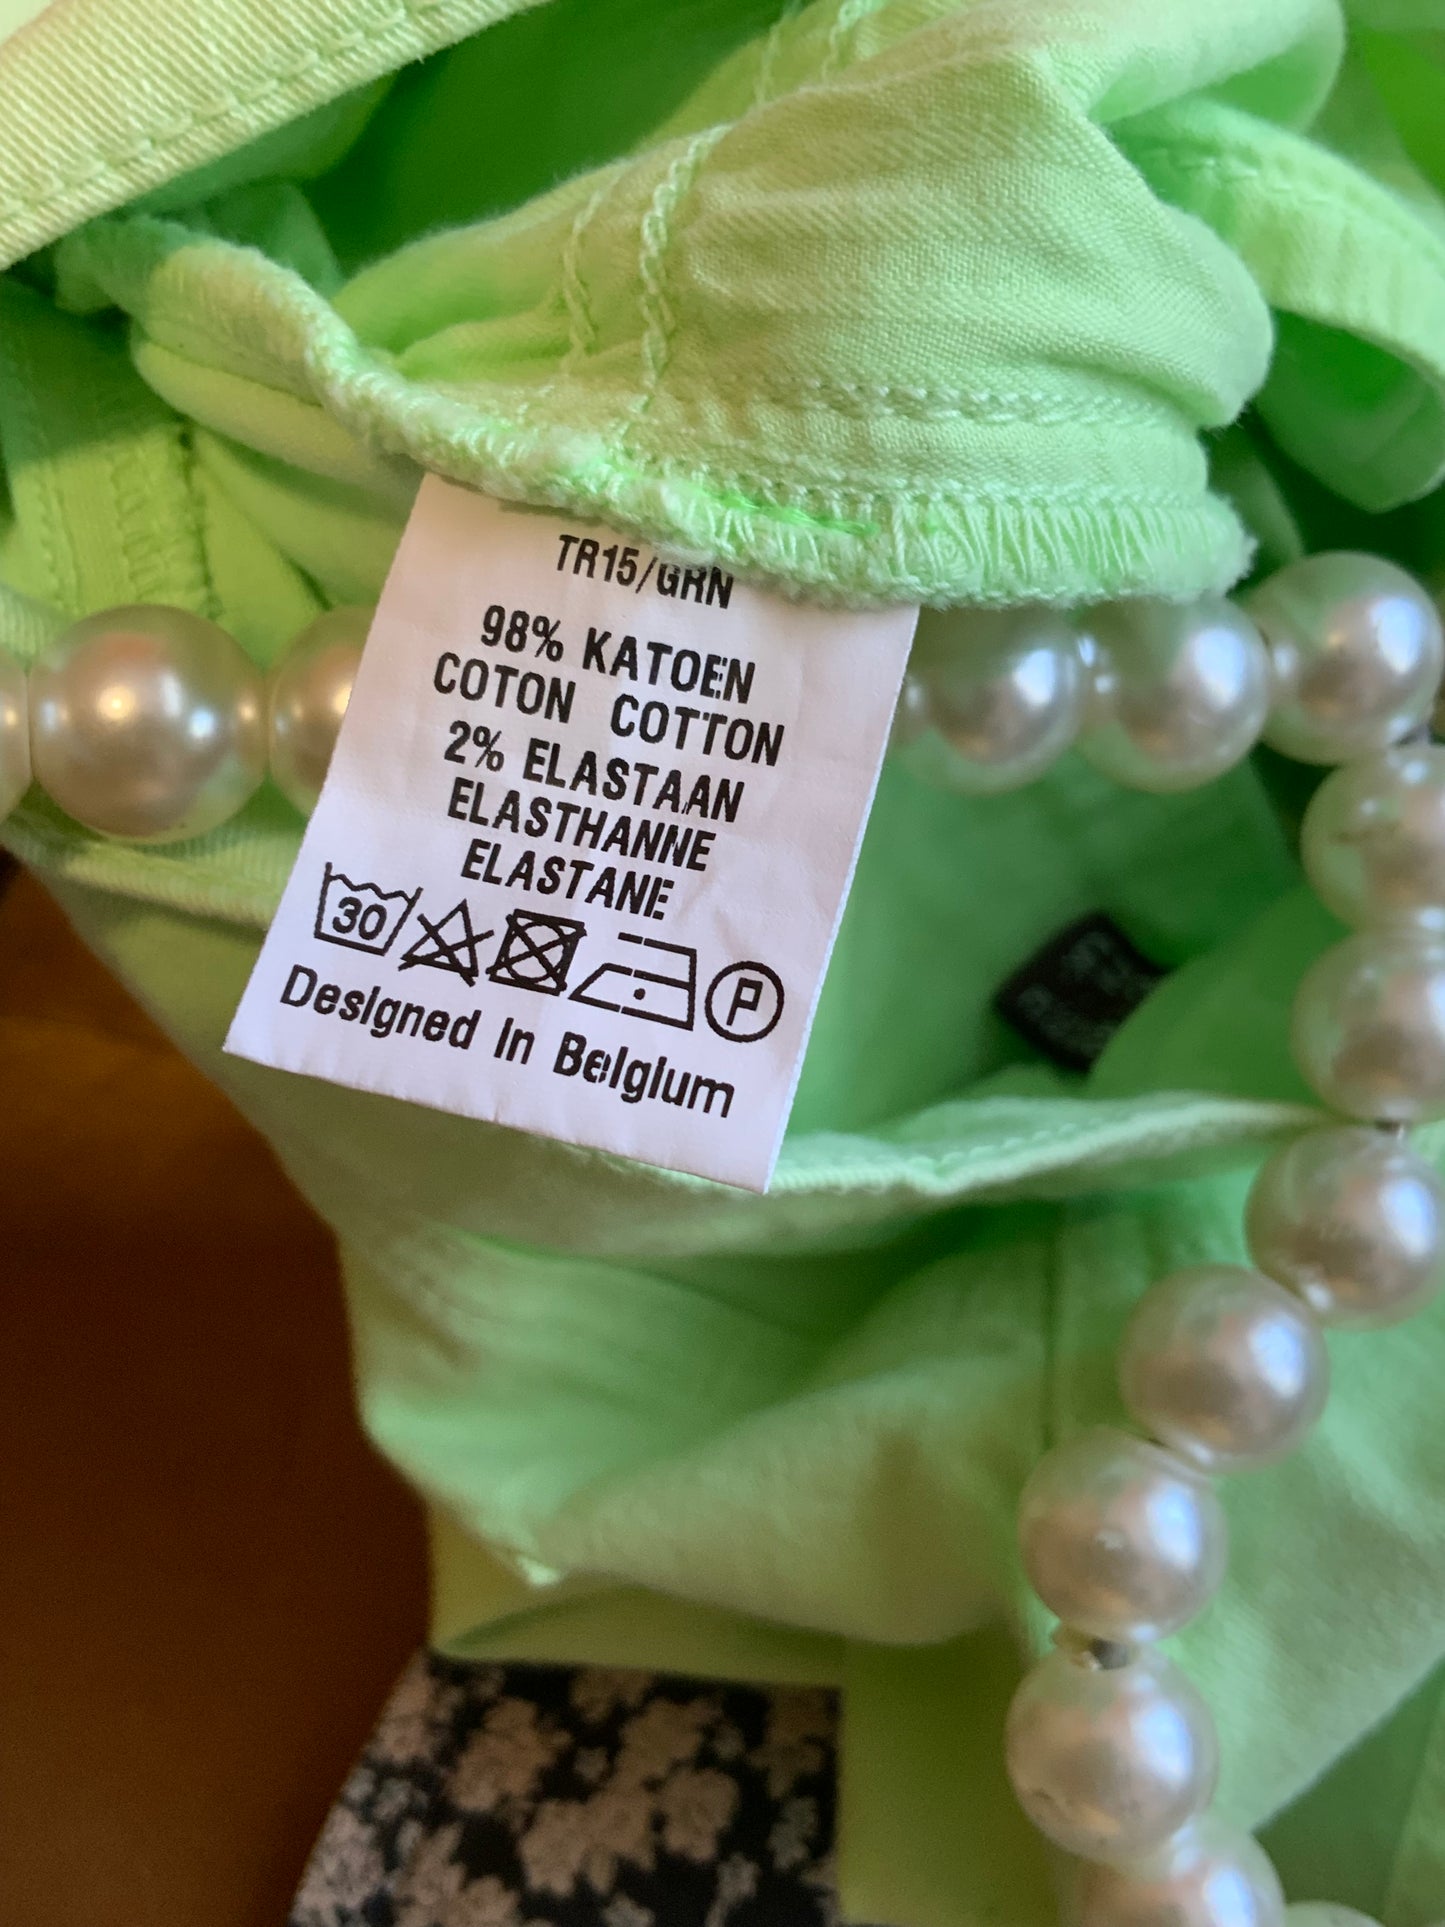 TR15/GRN
98% KATOEN
COTON COTTON
2% ELASTAAN
ELASTHANNE
ELASTANE
30
P
Designed in Belgium